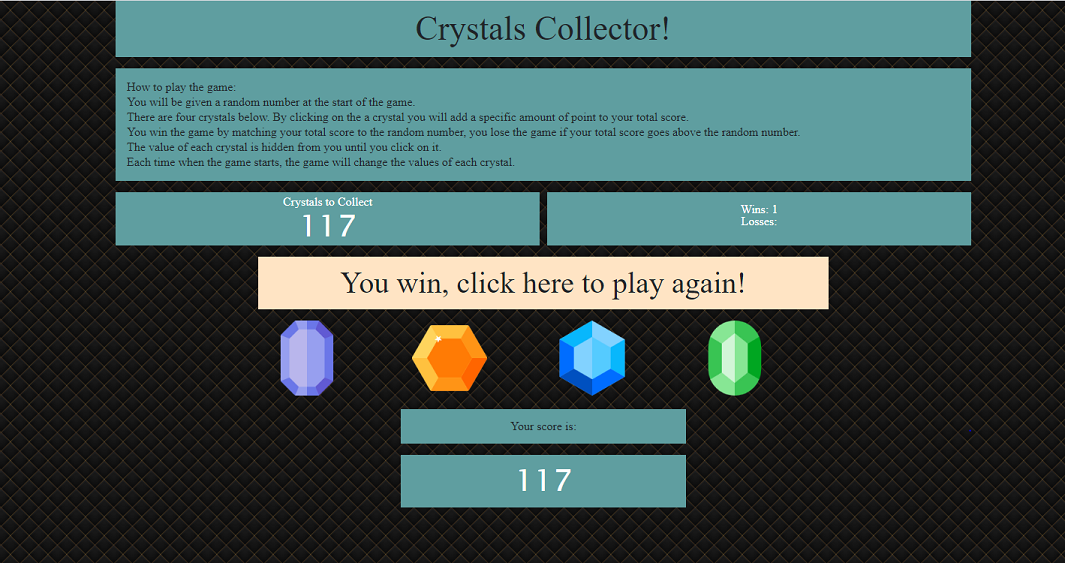 Crystals Collector!
How to play the game:
You will be given a random number at the start of the game.
There are four crystals below. By clicking on the a crystal you will add a specific amount of point to your total score.
You win the game by matching your total score to the random number, you lose the game if your total score goes above the random number.
The value of each crystal is hidden from you until you click on it.
Each time when the game starts, the game will change the values of each crystal.
Crystals to Collect
117
Wins: 1
Losses:
You win, click here to play again!
Your score is:
117